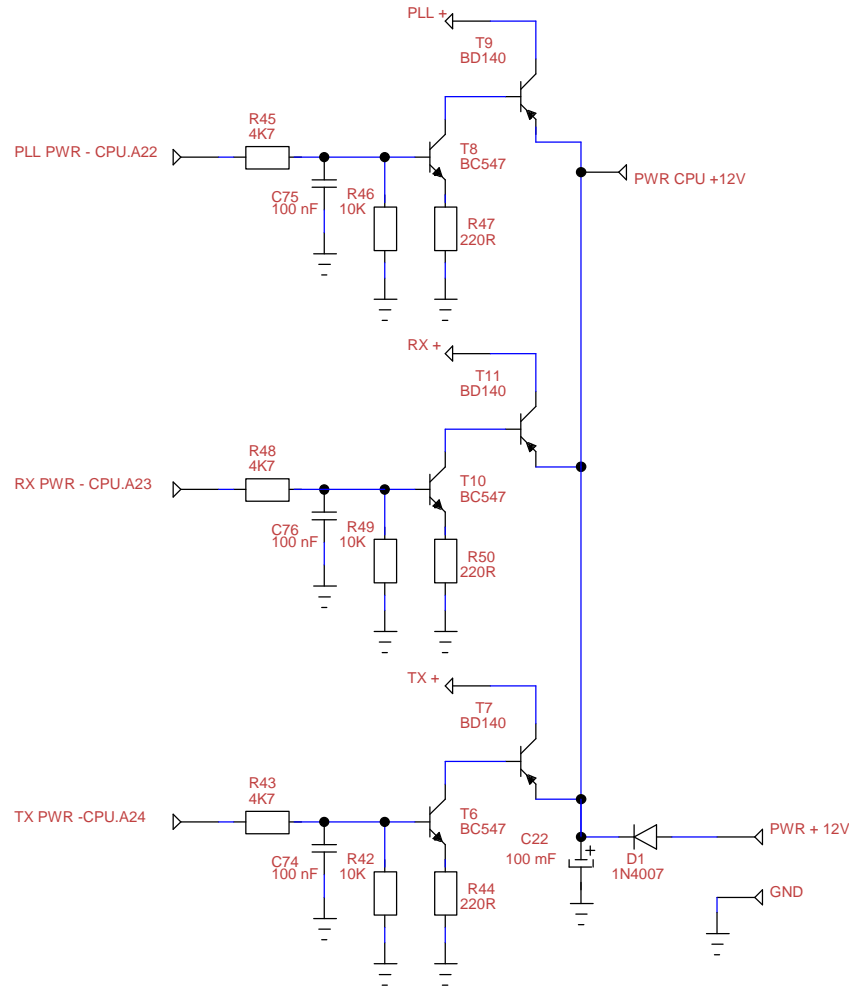 PLL +
T9
BD140
R45
4K7
PLL PWR - CPU.A22
T8
BC547
PWR CPU +12V
C75
100 nF
R46
10K
R47
220R
RX +
T11
BD140
R48
4K7
RX PWR - CPU.A23
T10
BC547
C76
100 nF
R49
10K
R50
220R
TX +
T7
BD140
R43
4K7
TX PWR -CPU.A24
T6
BC547
C22
100 mF
+
D1
1N4007
PWR + 12V
C74
100 nF
R42
10K
R44
220R
GND